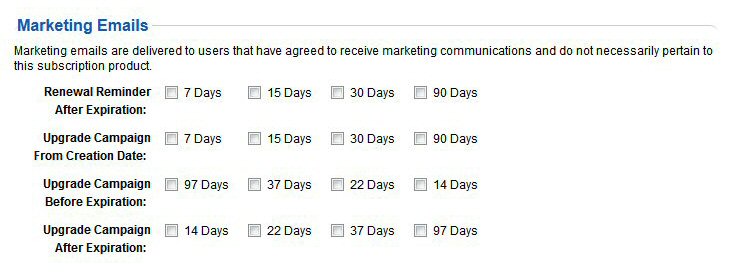 Marketing Emails
Marketing emails are delivered to users that have agreed to receive marketing communications and do not necessarily pertain to
this subscription product.
Renewal Reminder 7 Days 15 Days 30 Days 90 Days
After Expiration:
Upgrade Campaign 7 Days 15 Days 30 Days 90 Days
From Creation Date:
Upgrade Campaign 97 Days 37 Days 22 Days 14 Days
Before Expiration:
Upgrade Campaign 14 Days 22 Days 37 Days 97 Days
After Expiration: